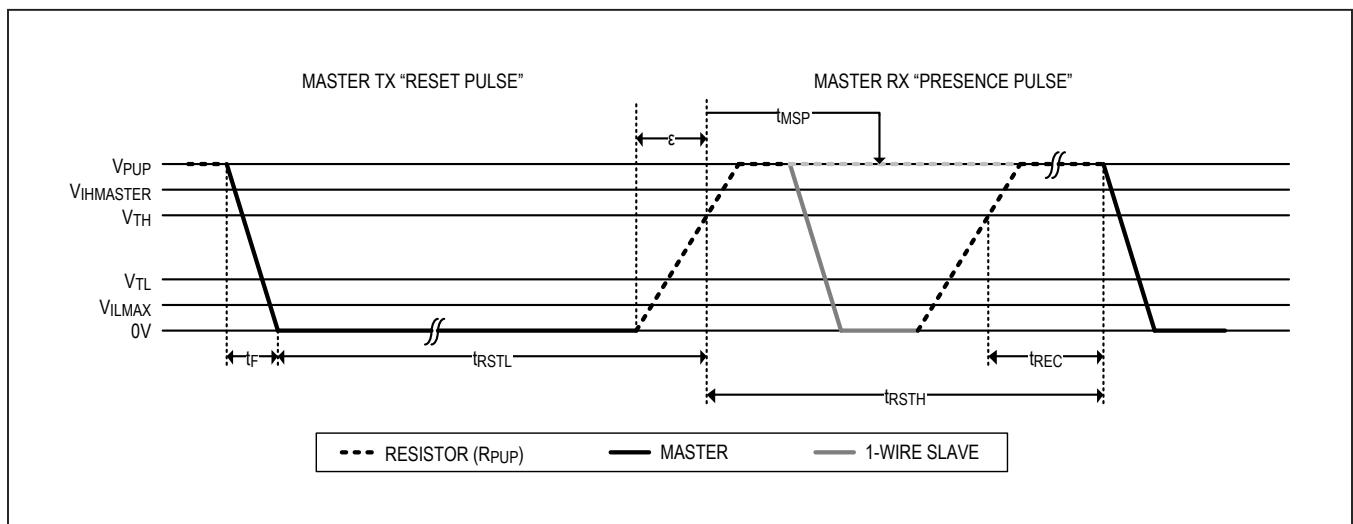 MASTER TX “RESET PULSE”
MASTER RX “PRESENCE PULSE”
tMSP
ε
VPUP
VIHMASTER
VTH
VTL
VILMAX
0V
tF
tRSTL
tREC
tRSTH
RESISTOR (RPUP)
MASTER
1-WIRE SLAVE